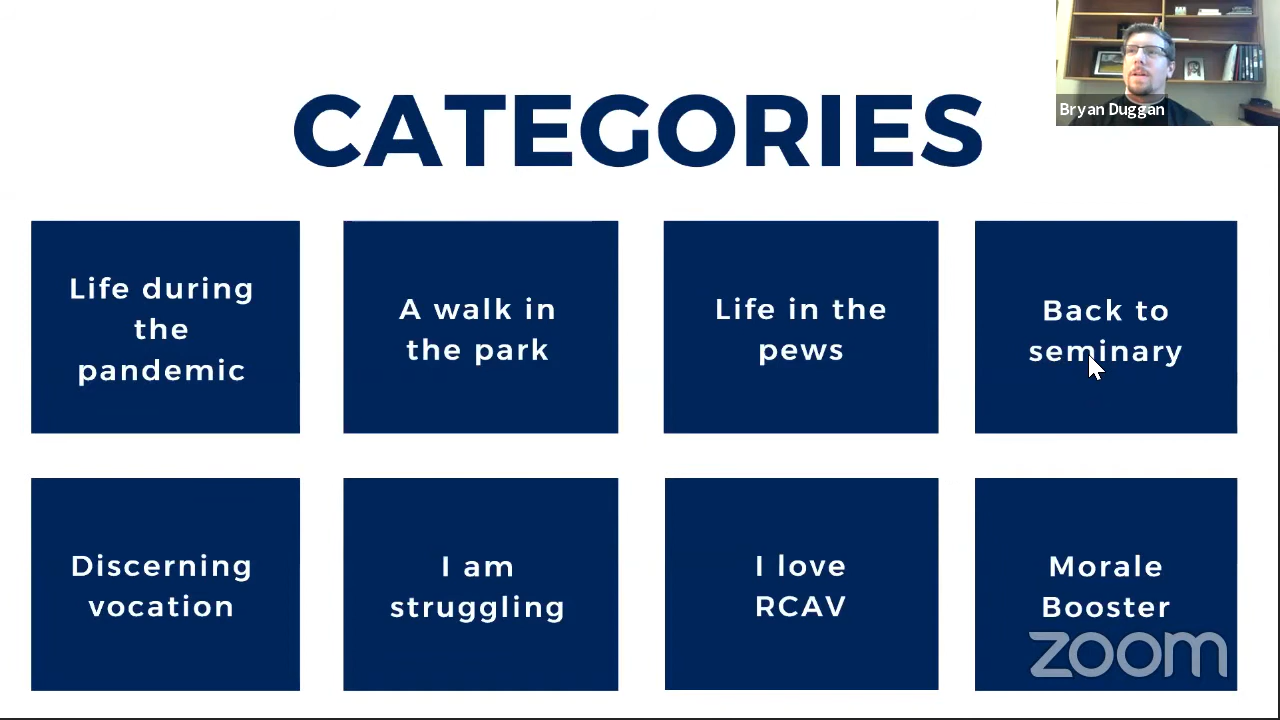 CATEGORIES
Bryan Duggan
Life during
the
pandemic
A walk in
the park
Life in the
pews
Back to
seminary
Discerning
vocation
I am
struggling
I love
RCAV
Morale
Booster
zoom